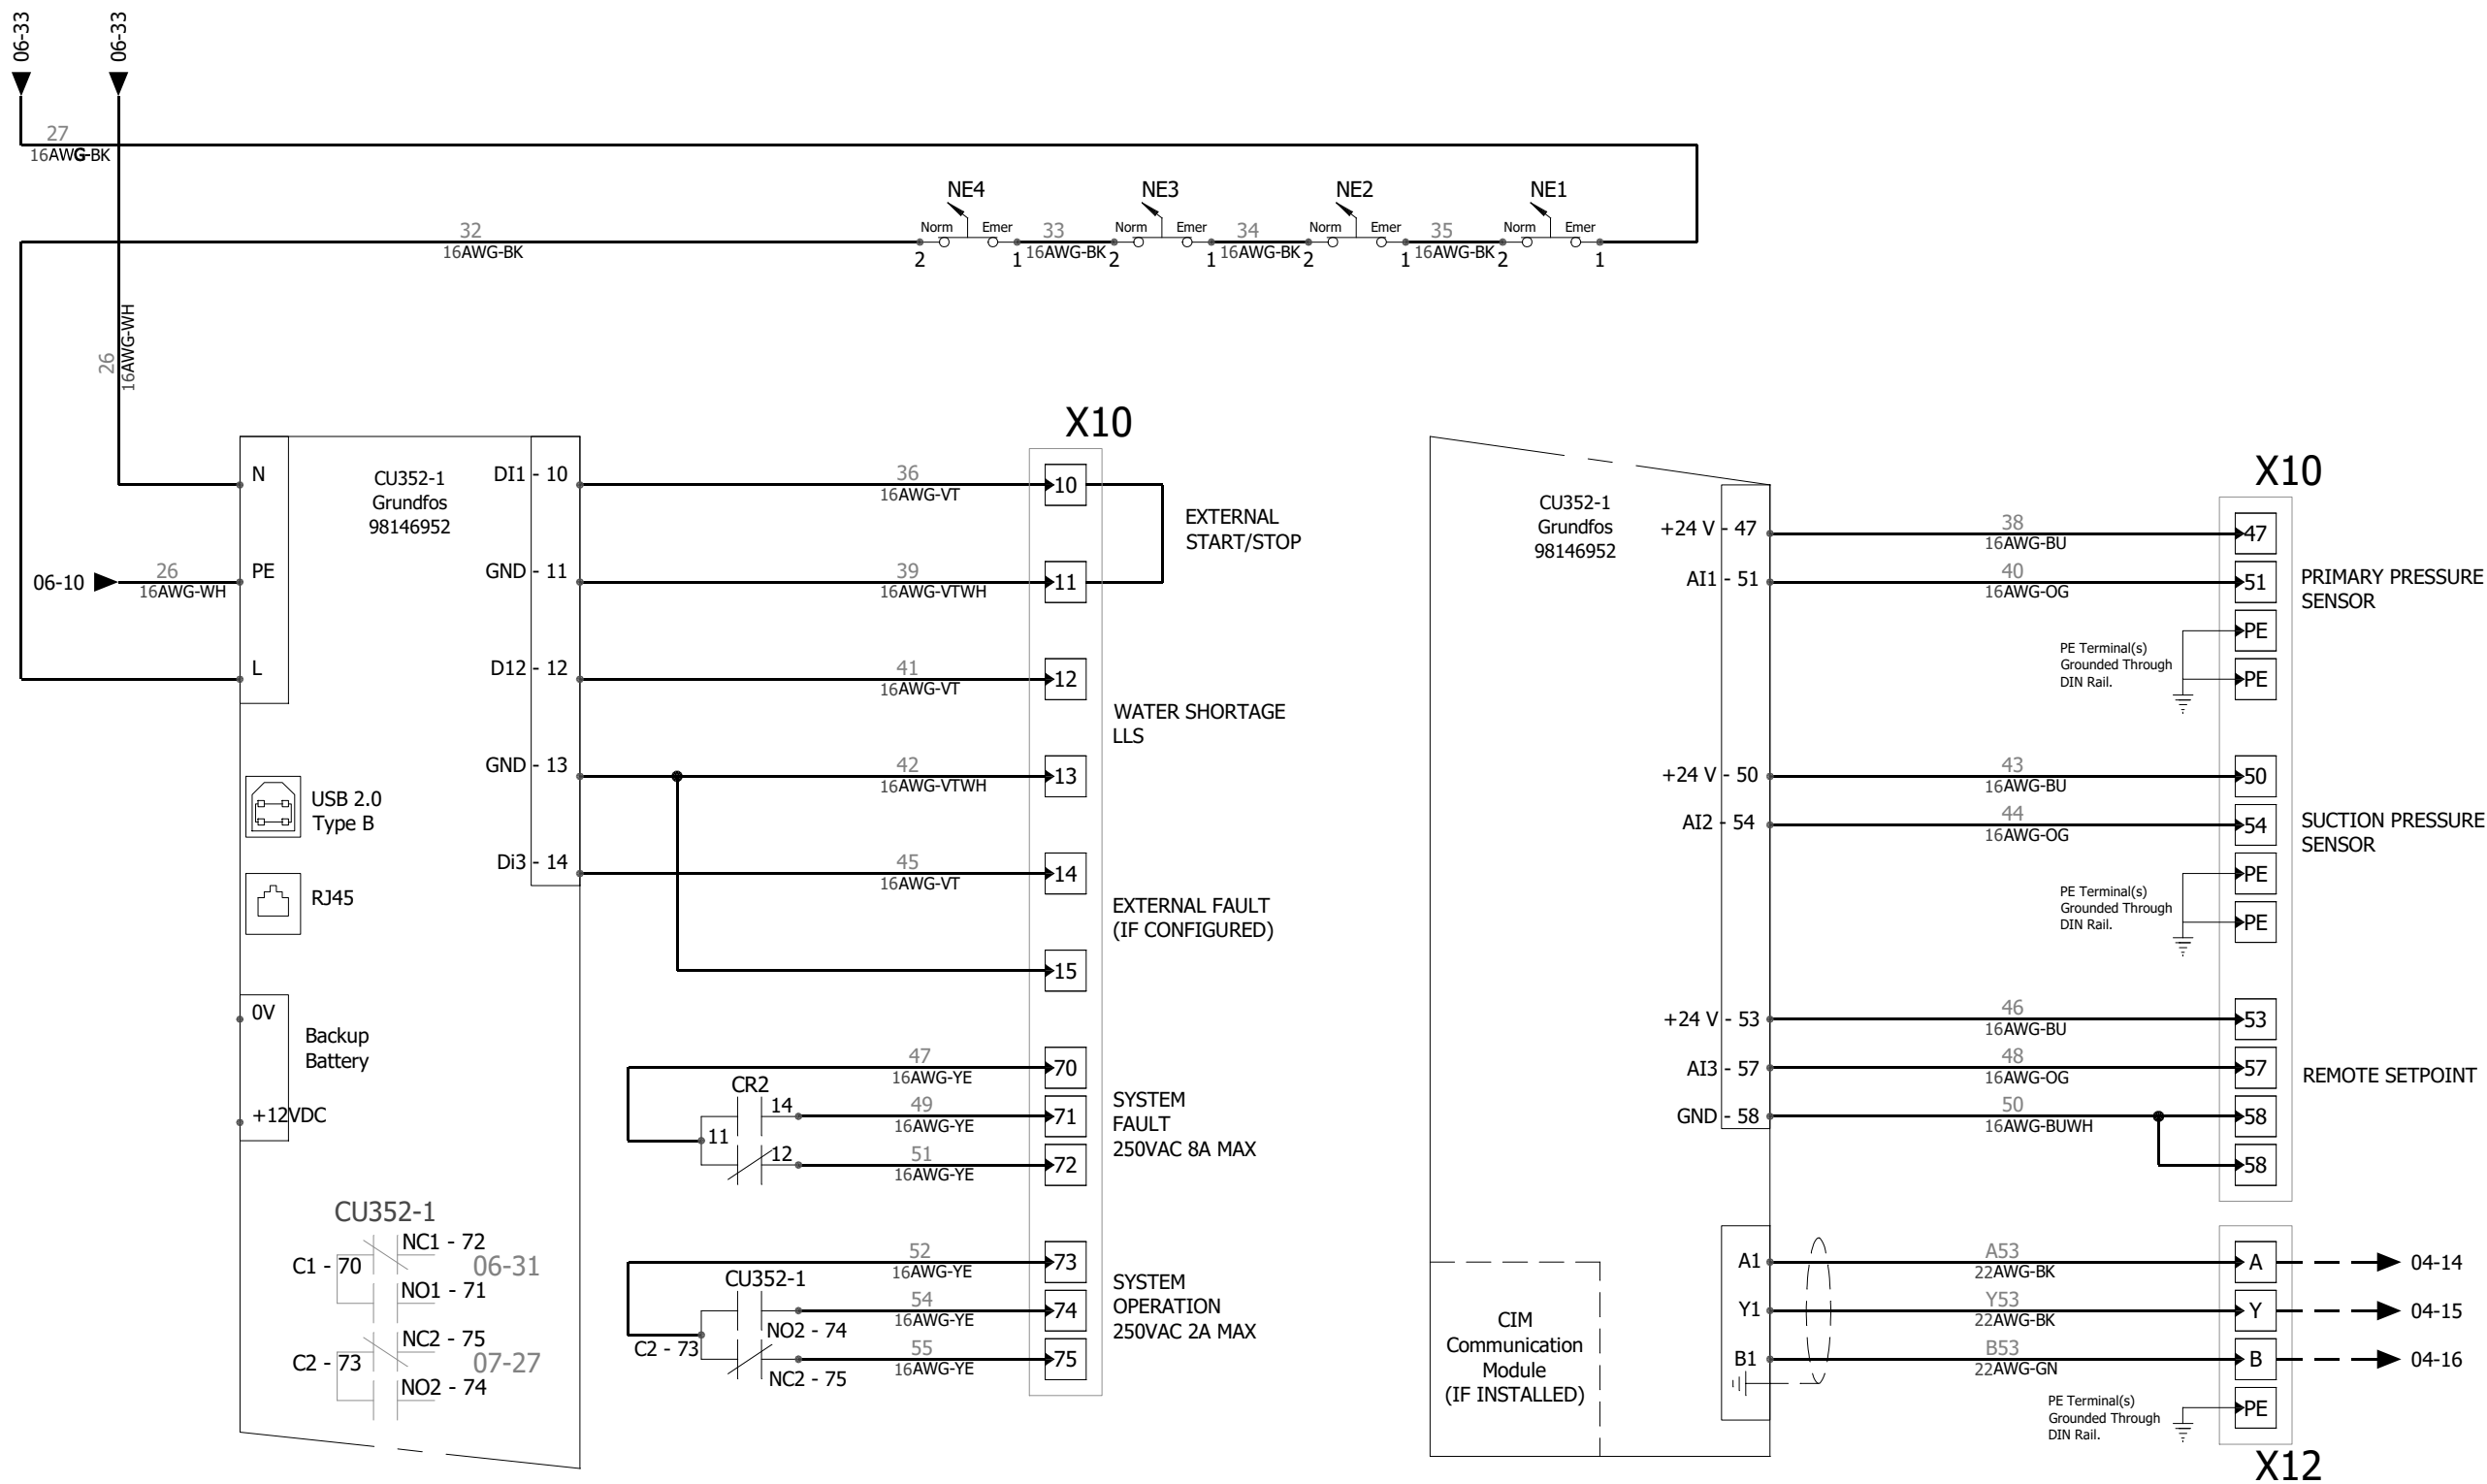 06-33
06-33
27
16AWG-BK
NE4
NE3
NE2
NE1
Norm Emer
Norm Emer
Norm Emer
Norm Emer
32
16AWG-BK
2 1
33
16AWG-BK
2 1
34
16AWG-BK
2 1
35
16AWG-BK
2 1
26
16AWG-WH
X10
N
CU352-1
Grundfos
98146952
DI1 - 10
36
16AWG-VT
10
EXTERNAL
START/STOP
06-10
26
16AWG-WH
PE
GND - 11
39
16AWG-VTWH
11
L
D12 - 12
41
16AWG-VT
12
WATER SHORTAGE
LLS
GND - 13
42
16AWG-VTWH
13
USB 2.0
Type B
Di3 - 14
45
16AWG-VT
14
RJ45
EXTERNAL FAULT
(IF CONFIGURED)
15
0V
Backup
Battery
+12VDC
47
16AWG-YE
70
CR2
14
49
16AWG-YE
71
11
12
51
16AWG-YE
72
SYSTEM
FAULT
250VAC 8A MAX
CU352-1
NC1 - 72
C1 - 70
06-31
NO1 - 71
NC2 - 75
C2 - 73
07-27
NO2 - 74
52
16AWG-YE
73
CU352-1
54
16AWG-YE
74
NO2 - 74
C2 - 73
55
16AWG-YE
75
NC2 - 75
SYSTEM
OPERATION
250VAC 2A MAX
X10
CU352-1
Grundfos
98146952
+24 V - 47
38
16AWG-BU
47
AI1 - 51
40
16AWG-OG
51
PRIMARY PRESSURE
SENSOR
PE
PE Terminal(s)
Grounded Through
DIN Rail.
PE
+24 V - 50
43
16AWG-BU
50
AI2 - 54
44
16AWG-OG
54
SUCTION PRESSURE
SENSOR
PE
PE Terminal(s)
Grounded Through
DIN Rail.
PE
+24 V - 53
46
16AWG-BU
53
AI3 - 57
48
16AWG-OG
57
REMOTE SETPOINT
GND - 58
50
16AWG-BUWH
58
58
CIM
Communication
Module
(IF INSTALLED)
A1
A53
22AWG-BK
A
04-14
Y1
Y53
22AWG-BK
Y
04-15
B1
B53
22AWG-GN
B
04-16
PE Terminal(s)
Grounded Through
DIN Rail.
PE
X12